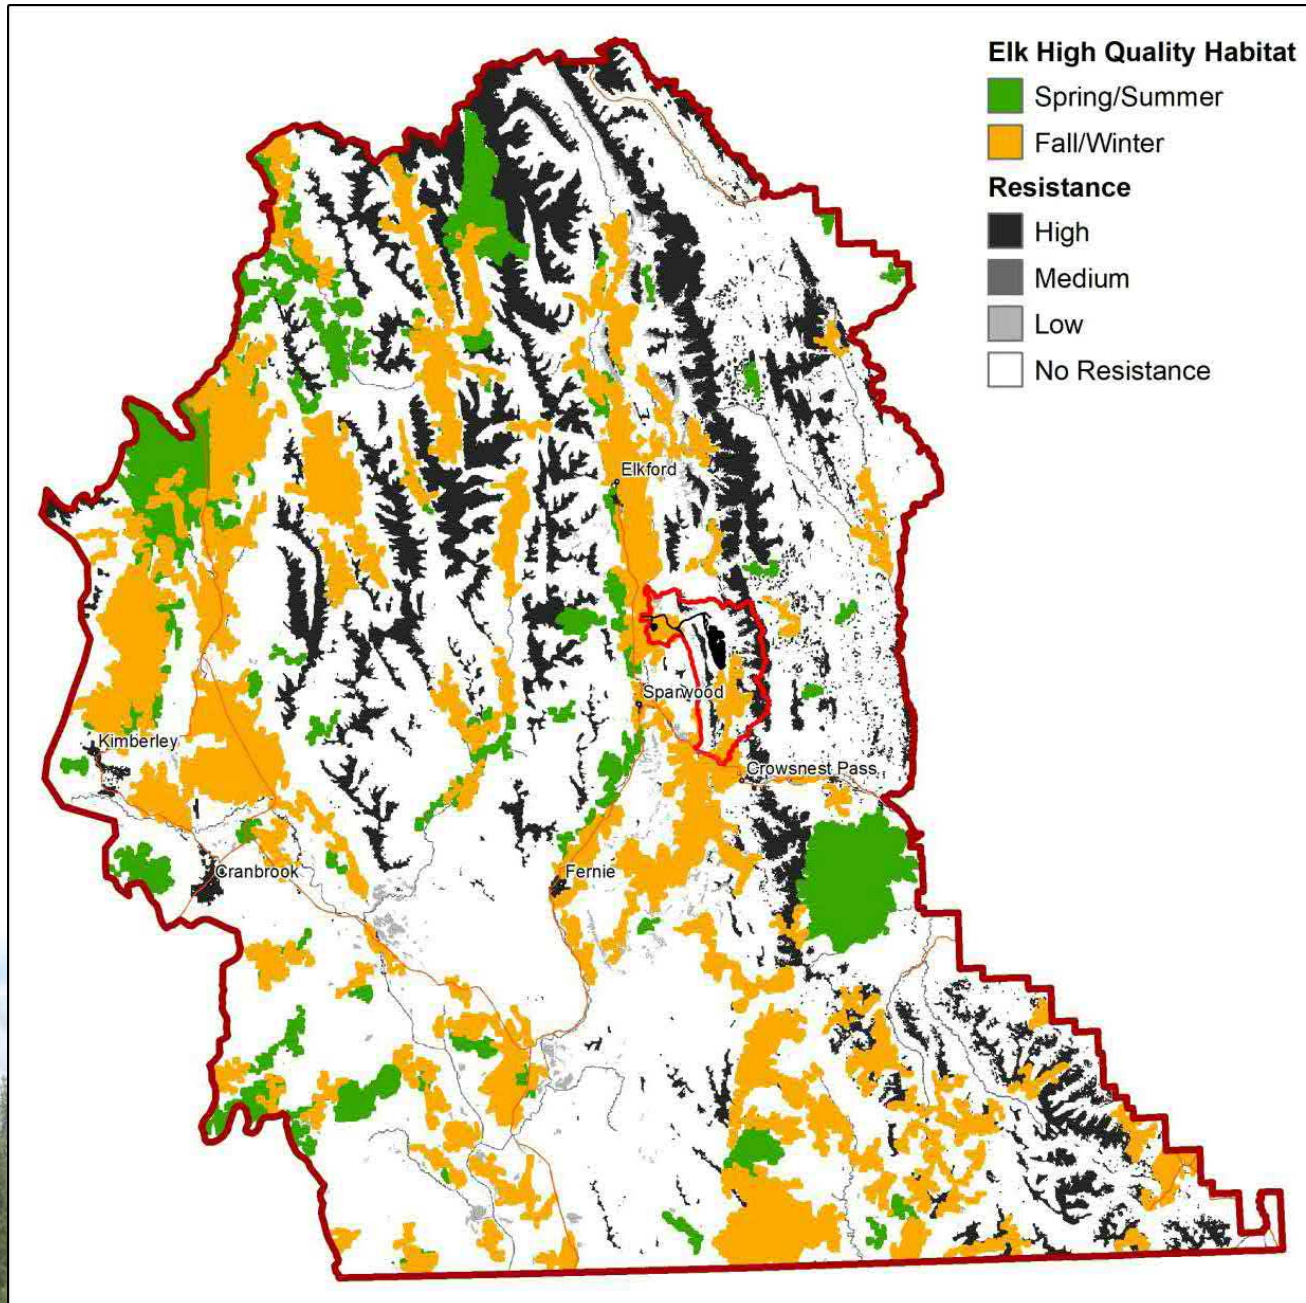 Elk High Quality Habitat
Spring/Summer
Fall/Winter
Resistance
High
Medium
Low
No Resistance
Elkford
Sparwood
Kimberley
Crowsnest Pass
Cranbrook
Fernie